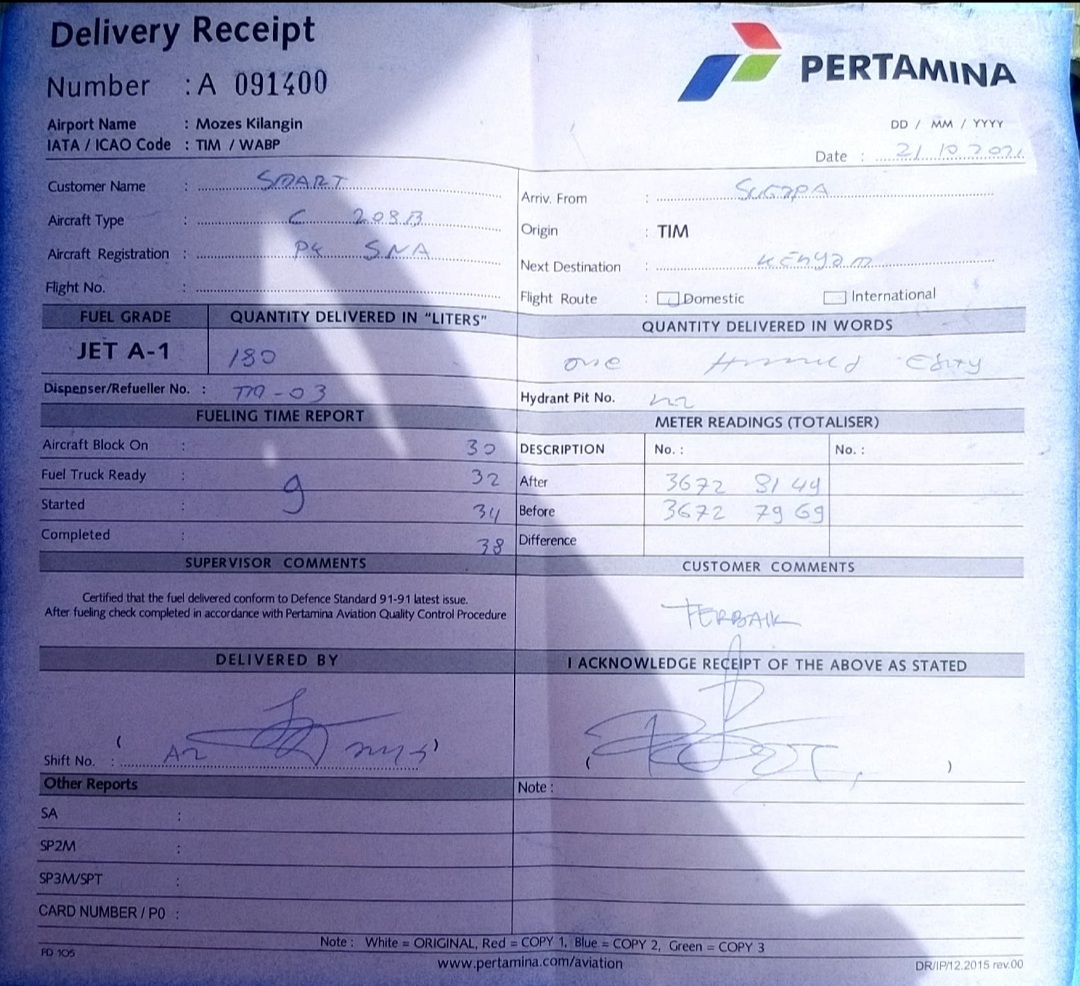 Delivery Receipt
PERTAMINA
Number : A 091400
Airport Name : Mozes Kilangin
DD / MM / YYYY
IATA / ICAO Code : TIM / WABP
Date : 21 10 2021
Customer Name : SMART
Arriv. From :
Aircraft Type : C 208B
Origin : TIM
Aircraft Registration : PK SNA
Next Destination : KENYAM
Flight No. :
Flight Route : Domestic International
FUEL GRADE QUANTITY DELIVERED IN "LITERS"
QUANTITY DELIVERED IN WORDS
JET A-1 180
one
Dispenser/Refueller No. :
Hydrant Pit No.
FUELING TIME REPORT
METER READINGS (TOTALISER)
Aircraft Block On : 30
DESCRIPTION No. : No. :
Fuel Truck Ready : 9 32
After 3672 81 49
Started : 34
Before 3672 79 69
Completed : 38
Difference
SUPERVISOR COMMENTS
CUSTOMER COMMENTS
Certified that the fuel delivered conform to Defence Standard 91-91 latest issue.
After fueling check completed in accordance with Pertamina Aviation Quality Control Procedure
TERBAIK
DELIVERED BY
I ACKNOWLEDGE RECEIPT OF THE ABOVE AS STATED
( )
Shift No. :
( )
Other Reports
Note :
SA :
SP2M :
SP3M/SPT :
CARD NUMBER / PO :
Note : White = ORIGINAL, Red = COPY 1, Blue = COPY 2, Green = COPY 3
FD 105
www.pertamina.com/aviation
DR/IP/12.2015 rev.00